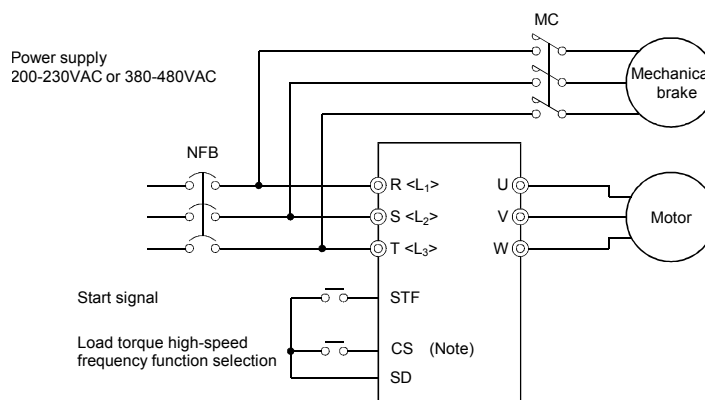 MC
Power supply
200-230VAC or 380-480VAC
Mechanical
brake
NFB
R <L1>
U
S <L2>
V
Motor
T <L3>
W
Start signal
STF
Load torque high-speed
frequency function selection
CS (Note)
SD